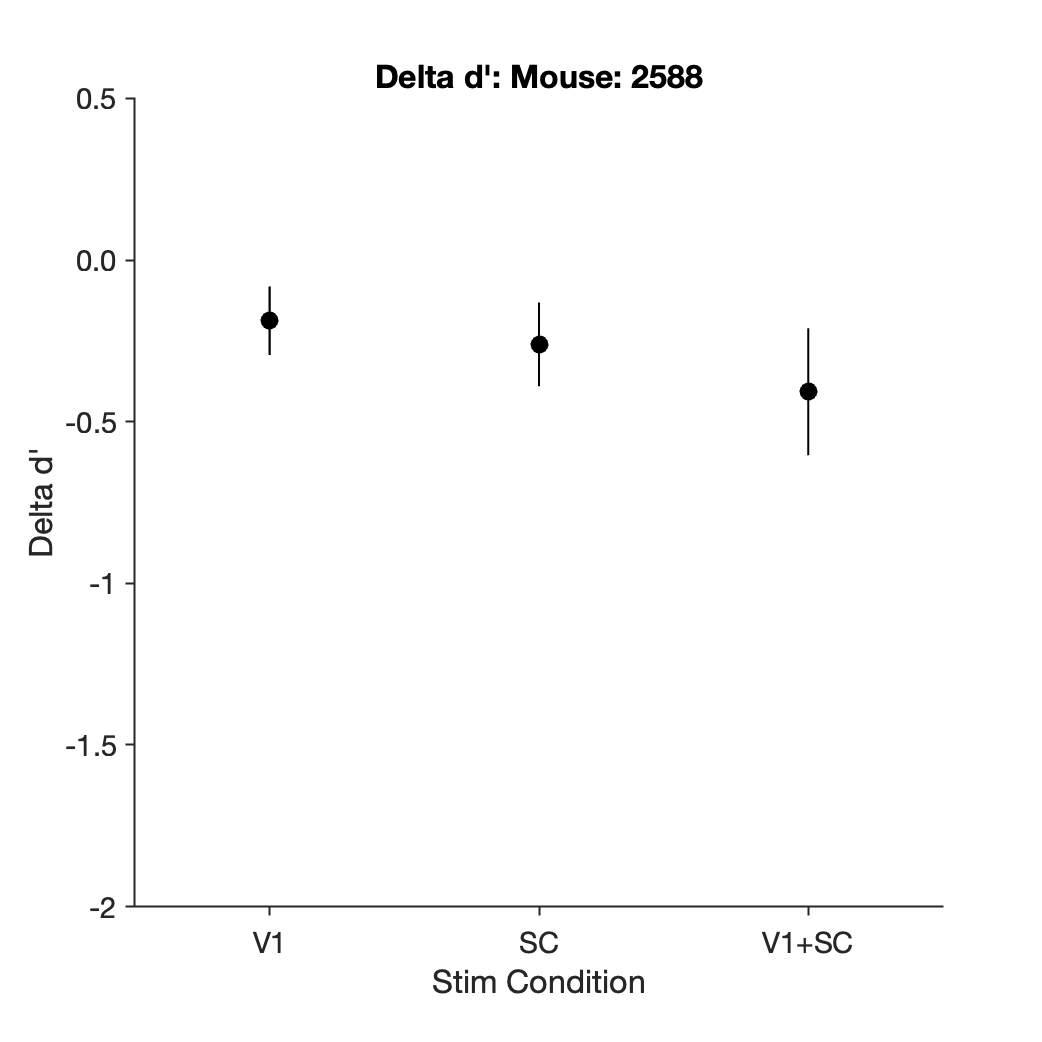 Delta d': Mouse: 2588
0.5
0.0
-0.5
-1
-1.5
-2
Delta d'
V1
SC
V1+SC
Stim Condition